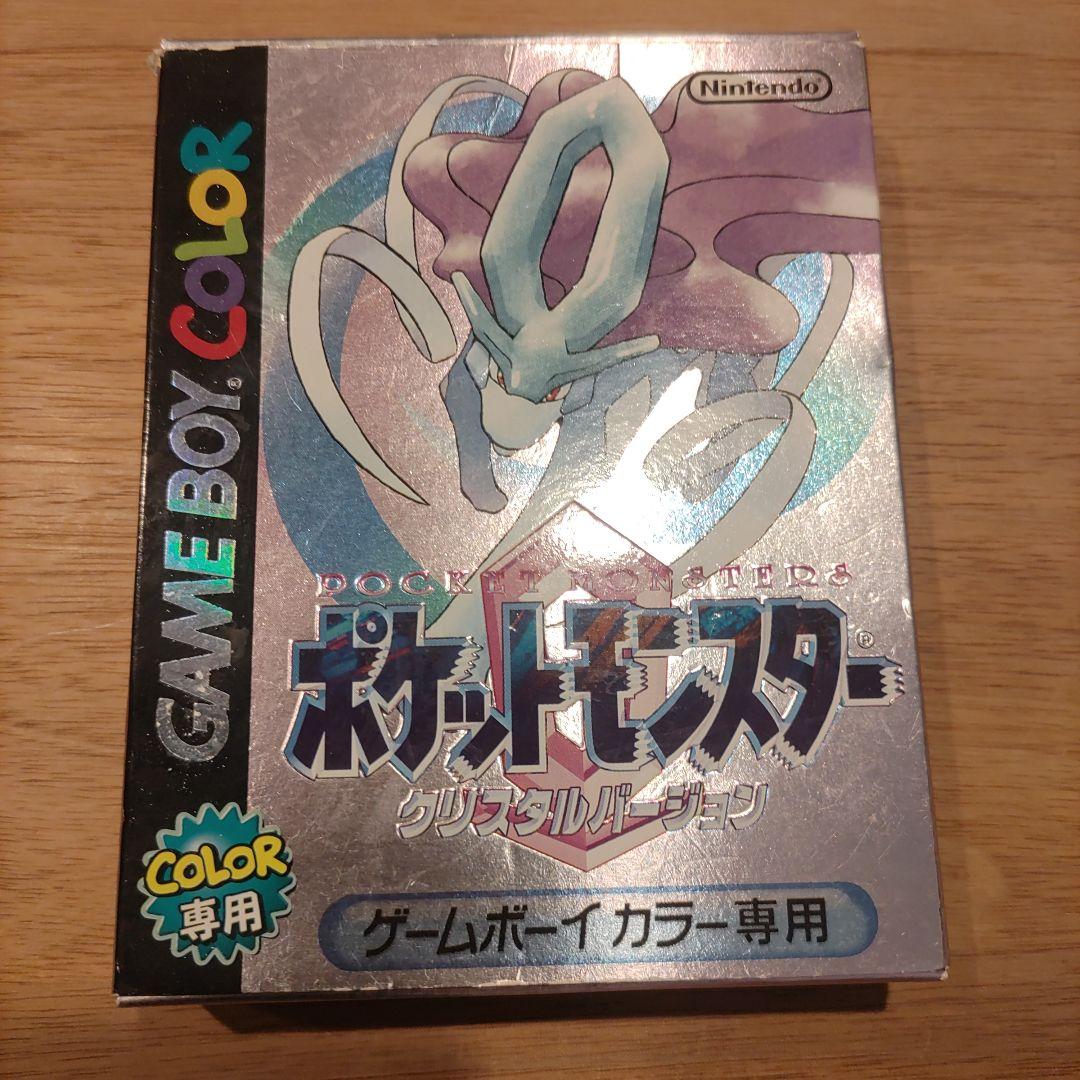 GAME BOY® COLOR
Nintendo®
POCKET MONSTERS
ポケットモンスター®
クリスタルバージョン
COLOR
専用
ゲームボーイカラー専用